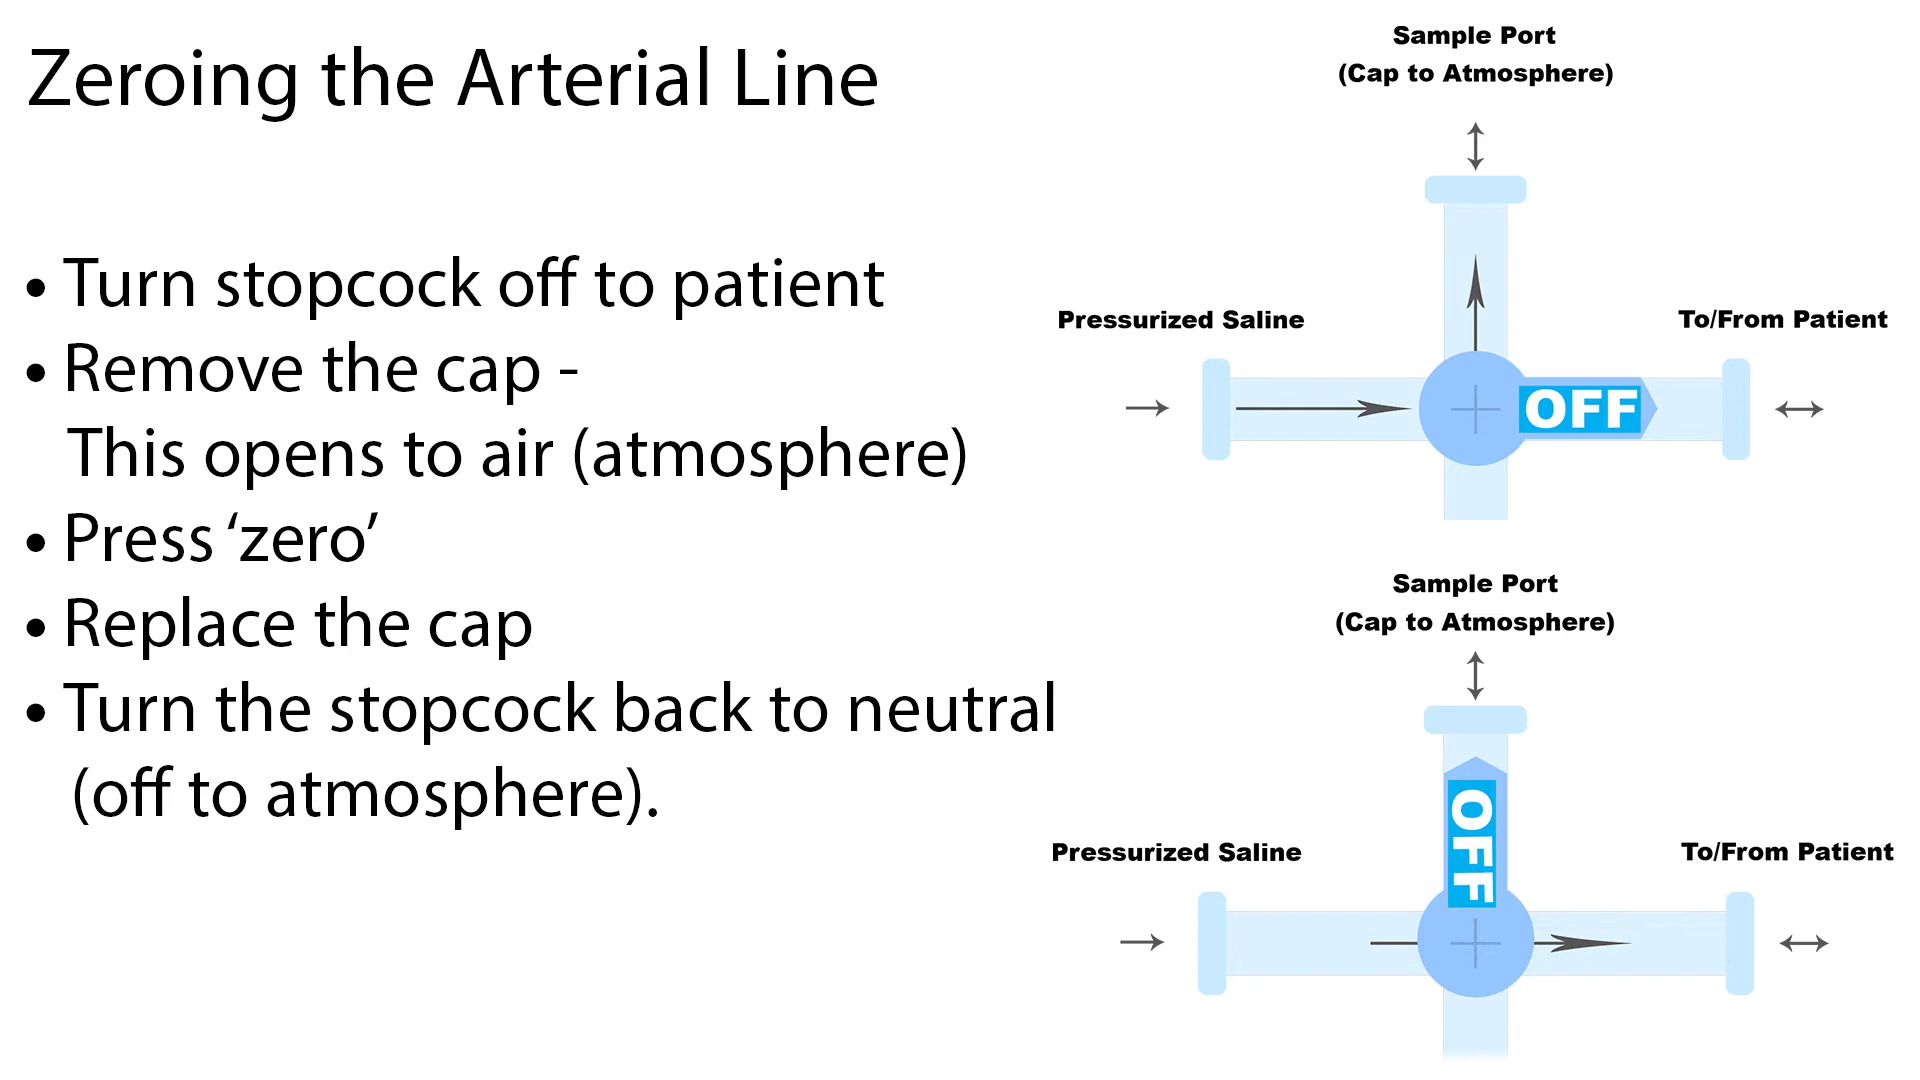 Zeroing the Arterial Line
• Turn stopcock off to patient
• Remove the cap -
This opens to air (atmosphere)
• Press ‘zero’
• Replace the cap
• Turn the stopcock back to neutral
(off to atmosphere).
Sample Port
(Cap to Atmosphere)
Pressurized Saline
To/From Patient
OFF
Sample Port
(Cap to Atmosphere)
OFF
Pressurized Saline
To/From Patient